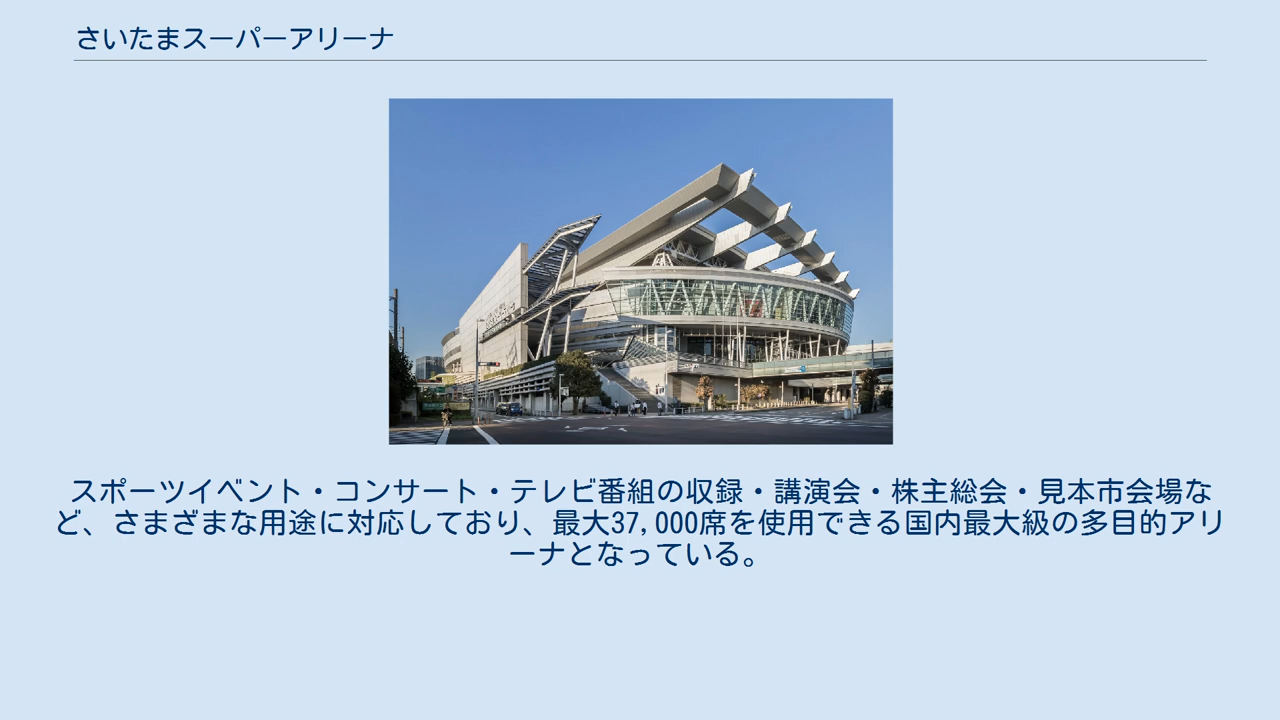 さいたまスーパーアリーナ
スポーツイベント・コンサート・テレビ番組の収録・講演会・株主総会・見本市会場な
ど、さまざまな用途に対応しており、最大37,000席を使用できる国内最大級の多目的アリ
ーナとなっている。